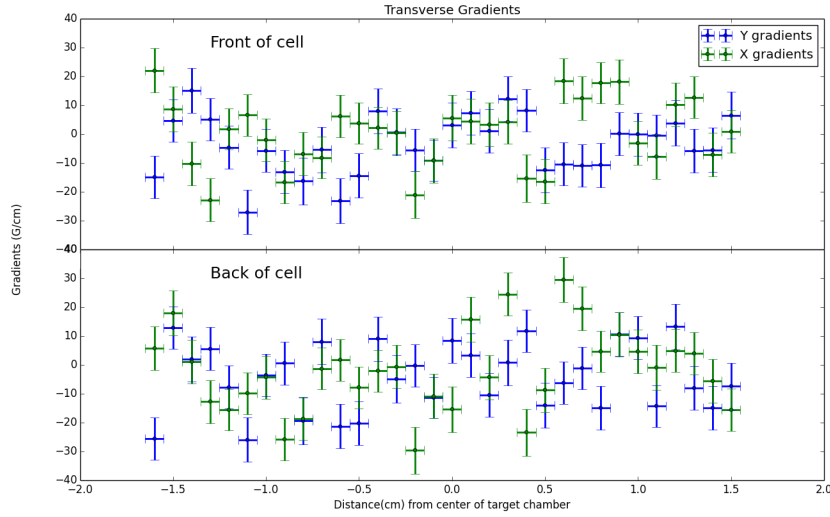 Transverse Gradients
Front of cell
Y gradients
X gradients
40
30
20
10
0
−10
−20
−30
−40
Gradients (G/cm)
Back of cell
40
30
20
10
0
−10
−20
−30
−40
−2.0 −1.5 −1.0 −0.5 0.0 0.5 1.0 1.5 2.0
Distance(cm) from center of target chamber